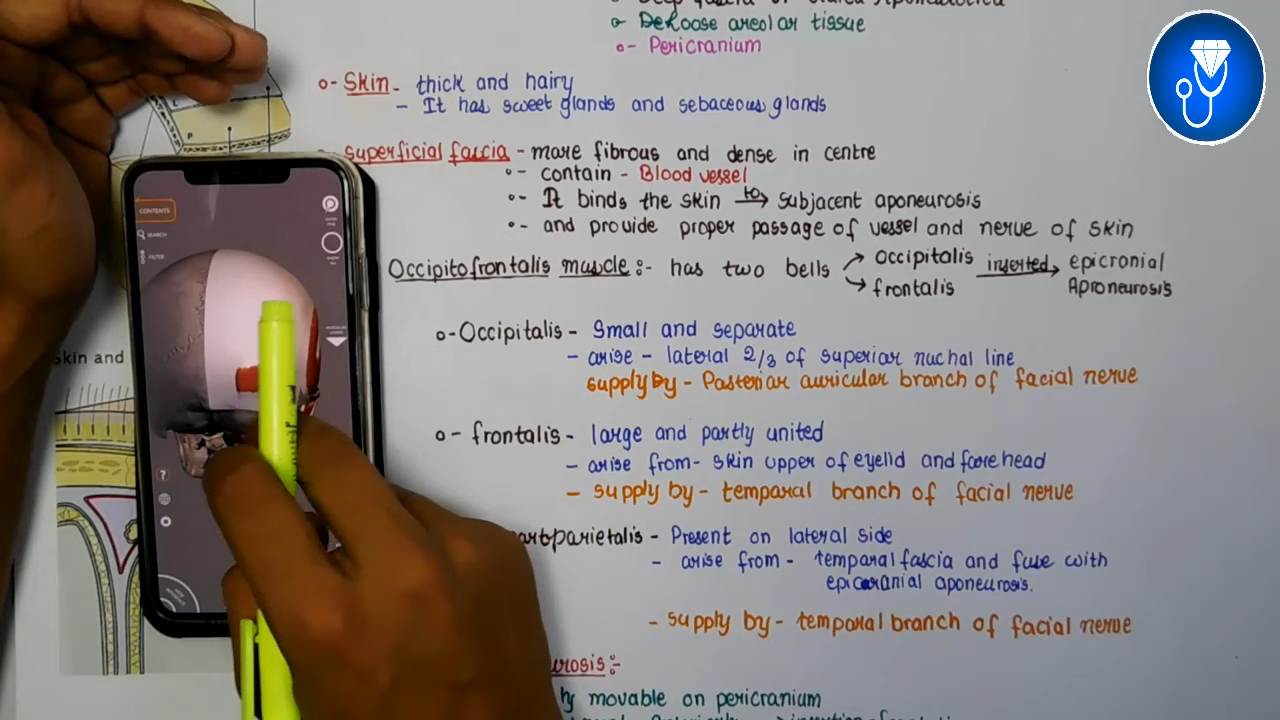 o- DeLoose areolar tissue
o- Pericranium
o- Skin - thick and hairy
- It has sweet glands and sebaceous glands
superficial fascia - more fibrous and dense in centre
o- contain - Blood vessel
o- It binds the skin to → subjacent aponeurosis
o- and provide proper passage of vessel and nerve of skin
Occipitofrontalis muscle :- has two bells → occipitalis inserted → epicronial
→ frontalis Aproneurosis
o- Occipitalis - Small and separate
- arise - lateral 2/3 of superior nuchal line
supply by - Posterior auricular branch of facial nerve
o- frontalis - large and partly united
- arise from - skin upper of eyelid and forehead
- supply by - temporal branch of facial nerve
parietalis - Present on lateral side
- arise from - temporal fascia and fuse with
epicaranial aponeurosis.
- supply by - temporal branch of facial nerve
urosis :-
movable on pericranium
CONTENTS
SEARCH
FILTER
Skin and